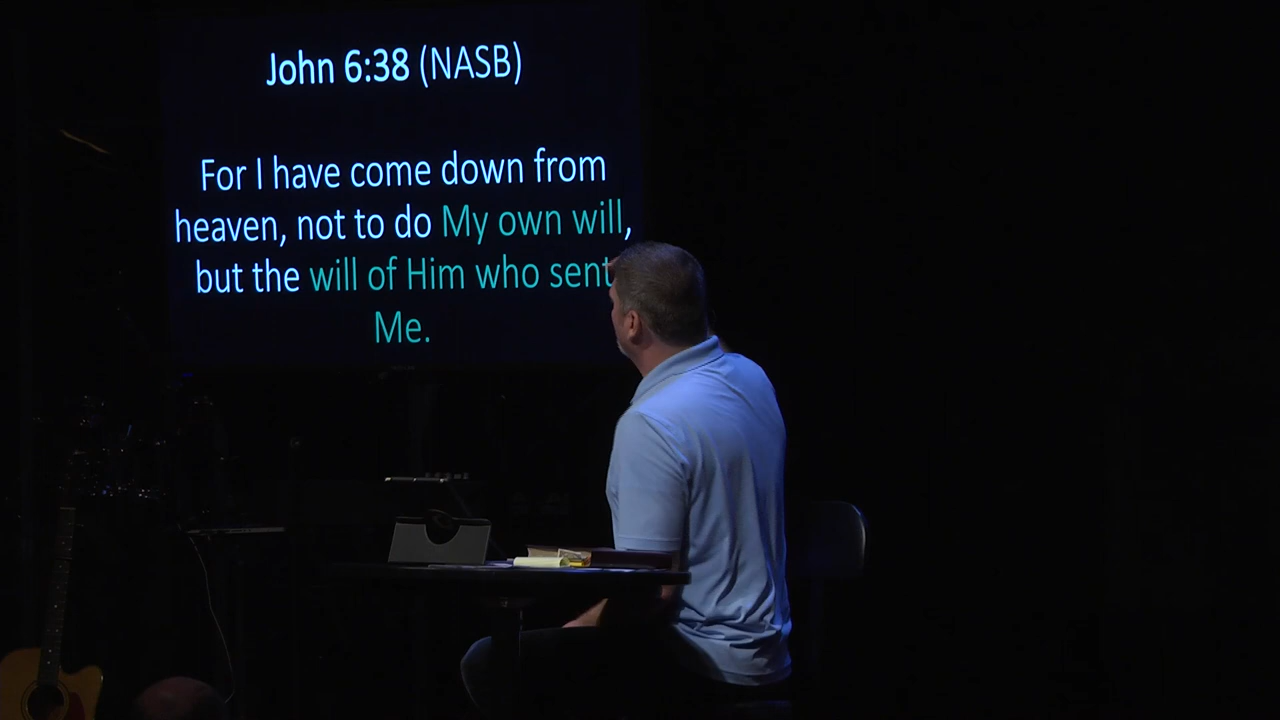 John 6:38 (NASB)
For I have come down from
heaven, not to do My own will,
but the will of Him who sent
Me.